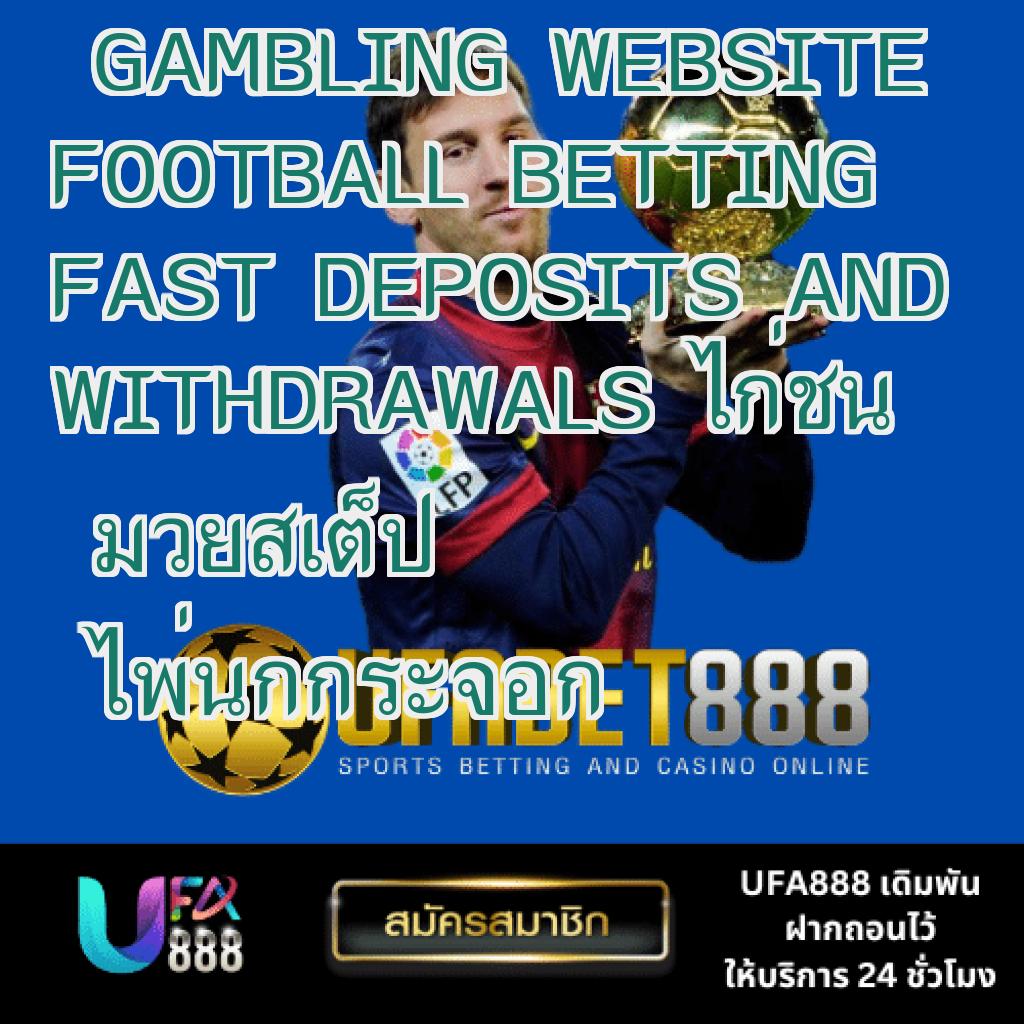 GAMBLING WEBSITE
FOOTBALL BETTING
FAST DEPOSITS AND
WITHDRAWALS ไก่ชน
LFP
มวยสเต็ป
ไพ่นกกระจอก
UFABET888
SPORTS BETTING AND CASINO ONLINE
UFA
888
สมัครสมาชิก
UFA888 เดิมพัน
ฝากถอนไว้
ให้บริการ 24 ชั่วโมง